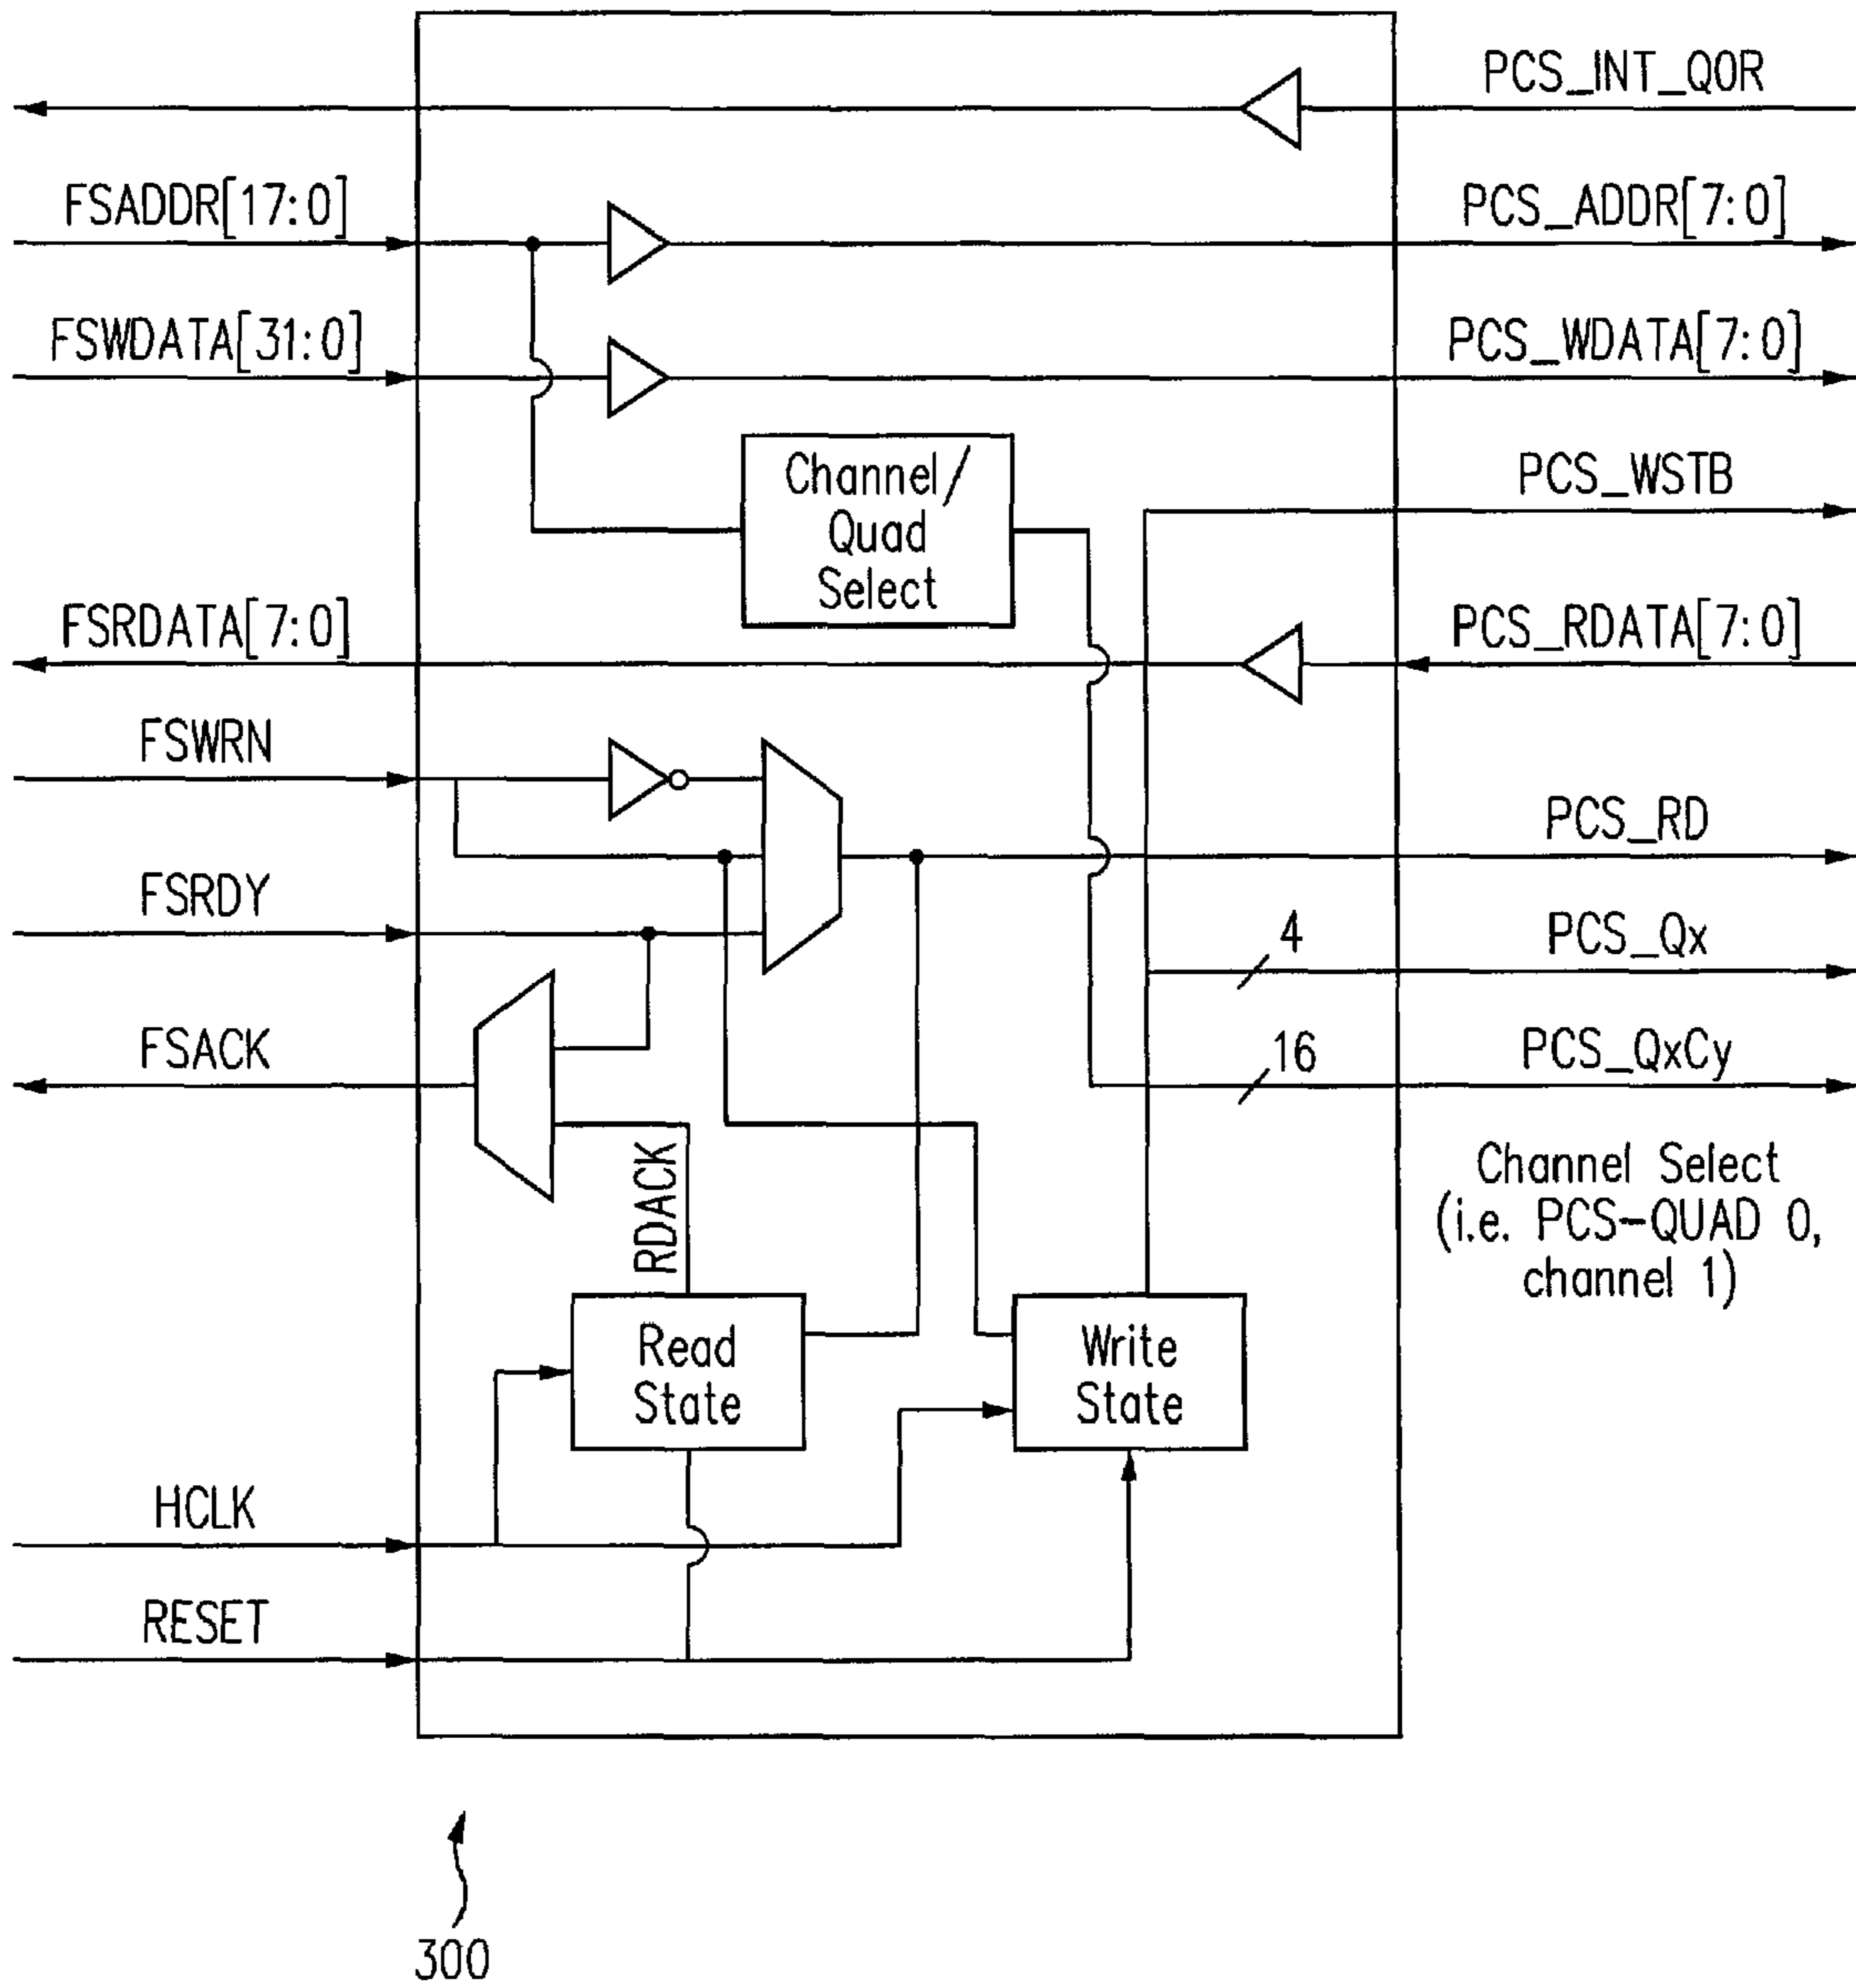 PCS_INT_QOR
FSADDR[17:0]
PCS_ADDR[7:0]
FSWDATA[31:0]
PCS_WDATA[7:0]
Channel/
Quad
Select
PCS_WSTB
FSRDATA[7:0]
PCS_RDATA[7:0]
FSWRN
PCS_RD
FSRDY
4
PCS_Qx
FSACK
16
PCS_QxCy
RDACK
Channel Select
(i.e. PCS-QUAD 0,
channel 1)
Read
State
Write
State
HCLK
RESET
300